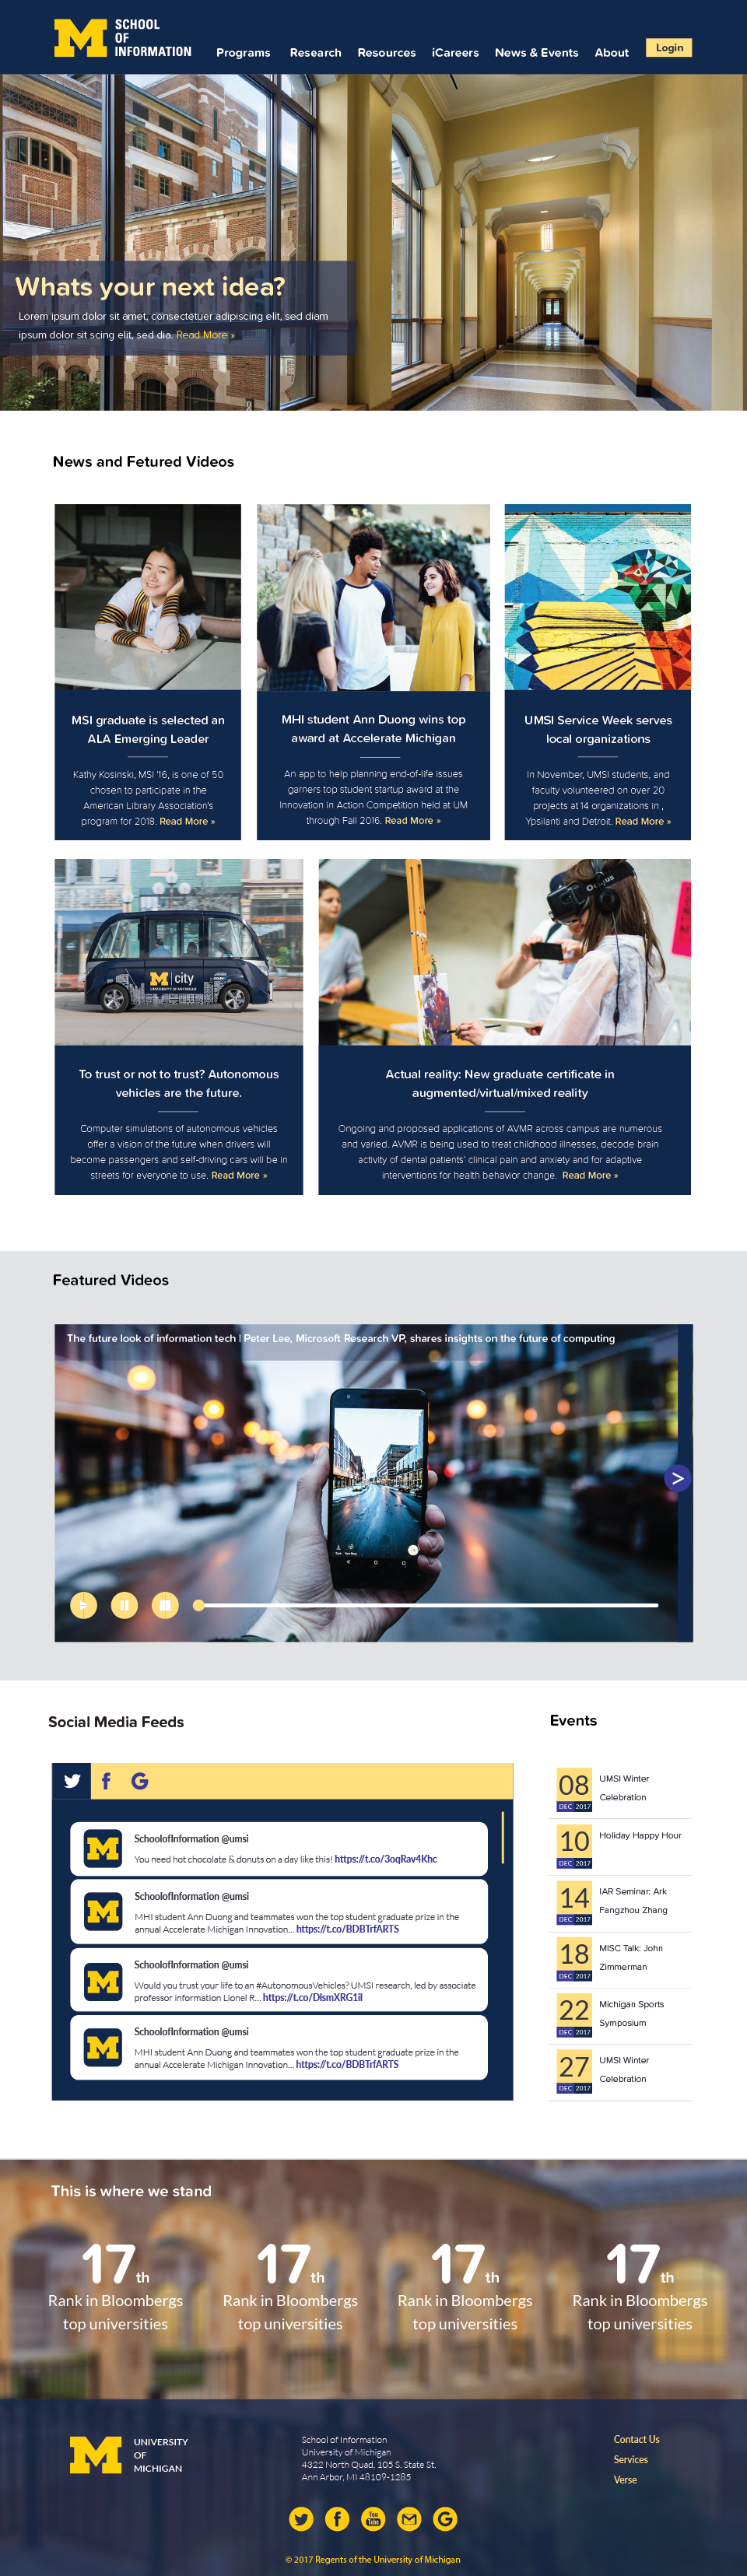 SCHOOL
OF
INFORMATION
Programs Research Resources iCareers News & Events About Login
Whats your next idea?
Lorem ipsum dolor sit amet, consectetuer adipiscing elit, sed diam
ipsum dolor sit scing elit, sed dia. Read More »
News and Fetured Videos
MSI graduate is selected an
ALA Emerging Leader
Kathy Kosinski, MSI '16, is one of 50
chosen to participate in the
American Library Association's
program for 2018. Read More »
MHI student Ann Duong wins top
award at Accelerate Michigan
An app to help planning end-of-life issues
garners top student startup award at the
Innovation in Action Competition held at UM
through Fall 2016. Read More »
UMSI Service Week serves
local organizations
In November, UMSI students, and
faculty volunteered on over 20
projects at 14 organizations in ,
Ypsilanti and Detroit. Read More »
M city
UNIVERSITY OF MICHIGAN
To trust or not to trust? Autonomous
vehicles are the future.
Computer simulations of autonomous vehicles
offer a vision of the future when drivers will
become passengers and self-driving cars will be in
streets for everyone to use. Read More »
Oculus
Actual reality: New graduate certificate in
augmented/virtual/mixed reality
Ongoing and proposed applications of AVMR across campus are numerous
and varied. AVMR is being used to treat childhood illnesses, decode brain
activity of dental patients' clinical pain and anxiety and for adaptive
interventions for health behavior change. Read More »
Featured Videos
The future look of information tech | Peter Lee, Microsoft Research VP, shares insights on the future of computing
>
Social Media Feeds
SchoolofInformation @umsi
You need hot chocolate & donuts on a day like this! https://t.co/3oqRav4Khc
SchoolofInformation @umsi
MHI student Ann Duong and teammates won the top student graduate prize in the
annual Accelerate Michigan Innovation... https://t.co/BDBTrfARTS
SchoolofInformation @umsi
Would you trust your life to an #AutonomousVehicles? UMSI research, led by associate
professor information Lionel R... https://t.co/DlsmXRG1il
SchoolofInformation @umsi
MHI student Ann Duong and teammates won the top student graduate prize in the
annual Accelerate Michigan Innovation... https://t.co/BDBTrfARTS
Events
08 DEC 2017
UMSI Winter
Celebration
10 DEC 2017
Holiday Happy Hour
14 DEC 2017
IAR Seminar: Ark
Fangzhou Zhang
18 DEC 2017
MISC Talk: John
Zimmerman
22 DEC 2017
Michigan Sports
Symposium
27 DEC 2017
UMSI Winter
Celebration
This is where we stand
17th 17th 17th 17th
Rank in Bloombergs Rank in Bloombergs Rank in Bloombergs Rank in Bloombergs
top universities top universities top universities top universities
UNIVERSITY
OF
MICHIGAN
School of Information
University of Michigan
4322 North Quad, 105 S. State St.
Ann Arbor, MI 48109-1285
Contact Us
Services
Verse
You Tube
© 2017 Regents of the University of Michigan